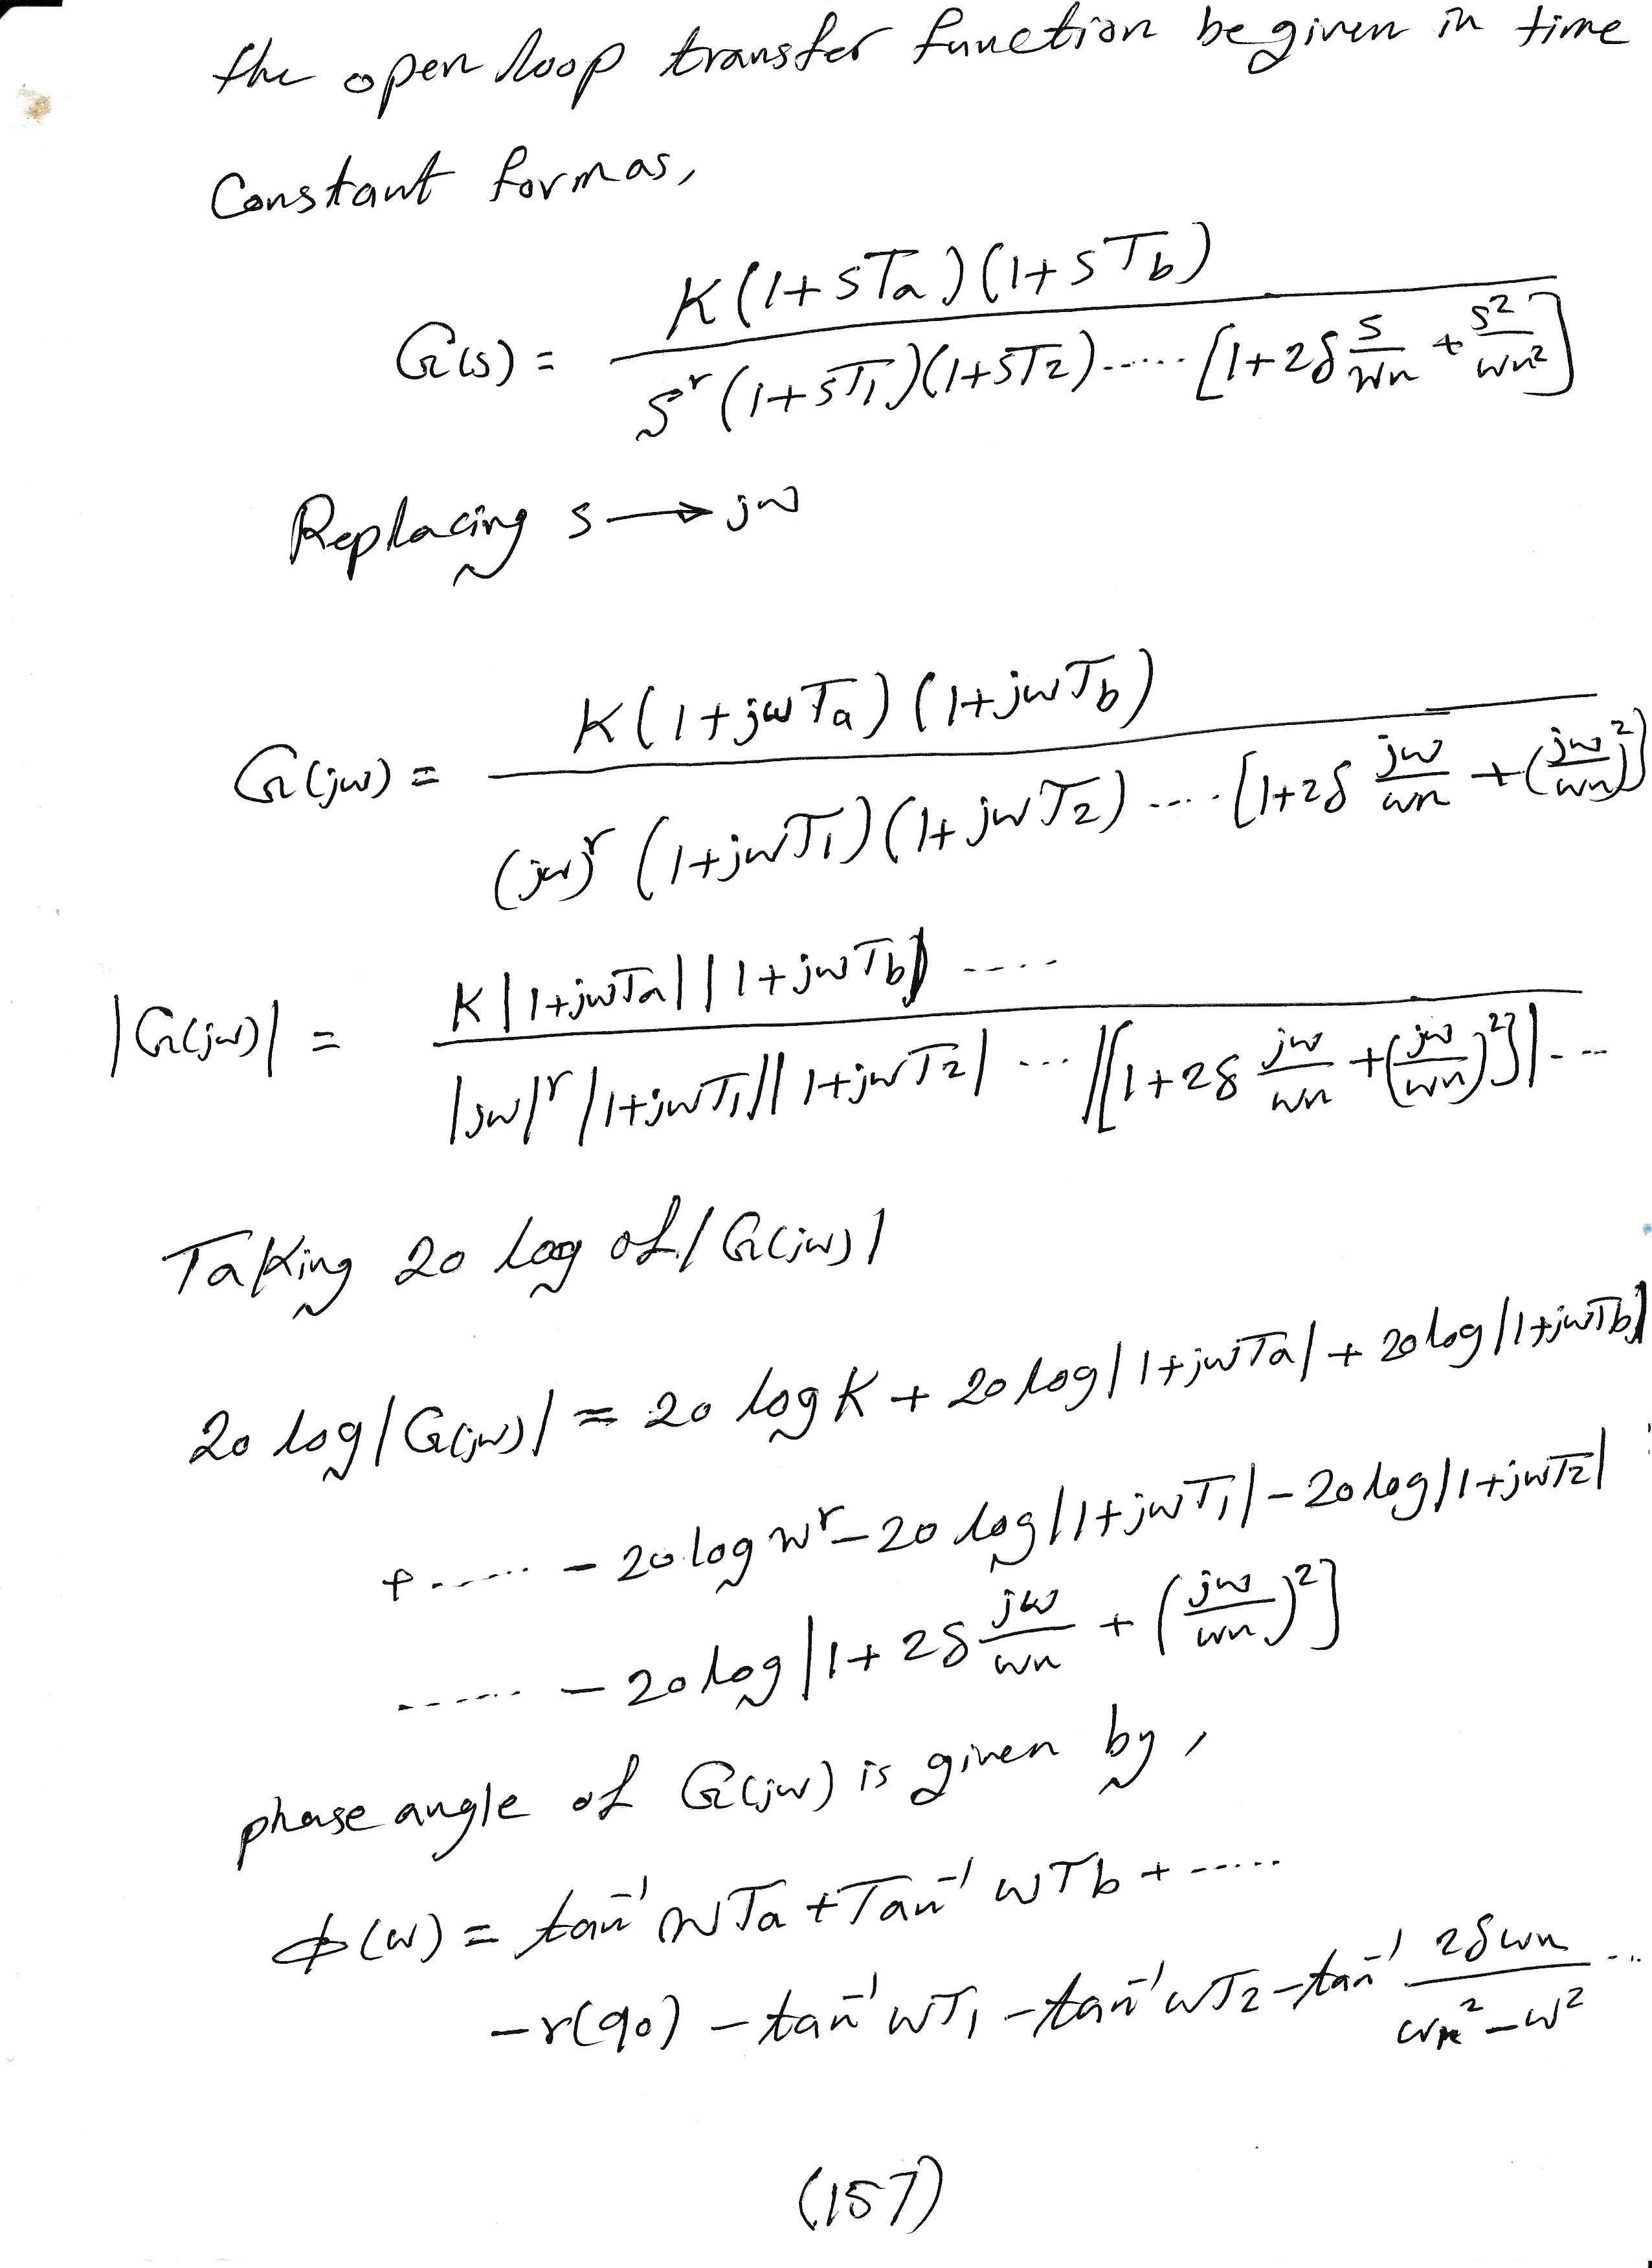 the open loop transfer function be given in time
Constant formas,
G(s) = K(1+sTa)(1+sTb) / s^r (1+sT1)(1+sT2)...... [1+2δ s/wn + s²/wn²]
Replacing s → jω
G(jω) = K(1+jωTa)(1+jωTb) / (jω)^r (1+jωT1)(1+jωT2) ..... [1+2δ jω/ωn + (jω/ωn)²]
|G(jω)| = K|1+jωTa||1+jωTb| ..... / |jω|^r |1+jωT1||1+jωT2| ... |[1+2δ jω/ωn + (jω/ωn)²]|...
Taking 20 log of |G(jω)|
20 log|G(jω)| = 20 log K + 20 log|1+jωTa| + 20 log|1+jωTb|
+ ...... - 20 log ω^r - 20 log|1+jωT1| - 20 log|1+jωT2|
...... - 20 log|1+2δ jω/ωn + (jω/ωn)²]
phase angle of G(jω) is given by,
ϕ(ω) = tan⁻¹ ωTa + Tan⁻¹ ωTb + ......
-r(90) - tan⁻¹ ωT1 - tan⁻¹ ωT2 - tan⁻¹ 2δωn / ωn² - ω² ...
(157)